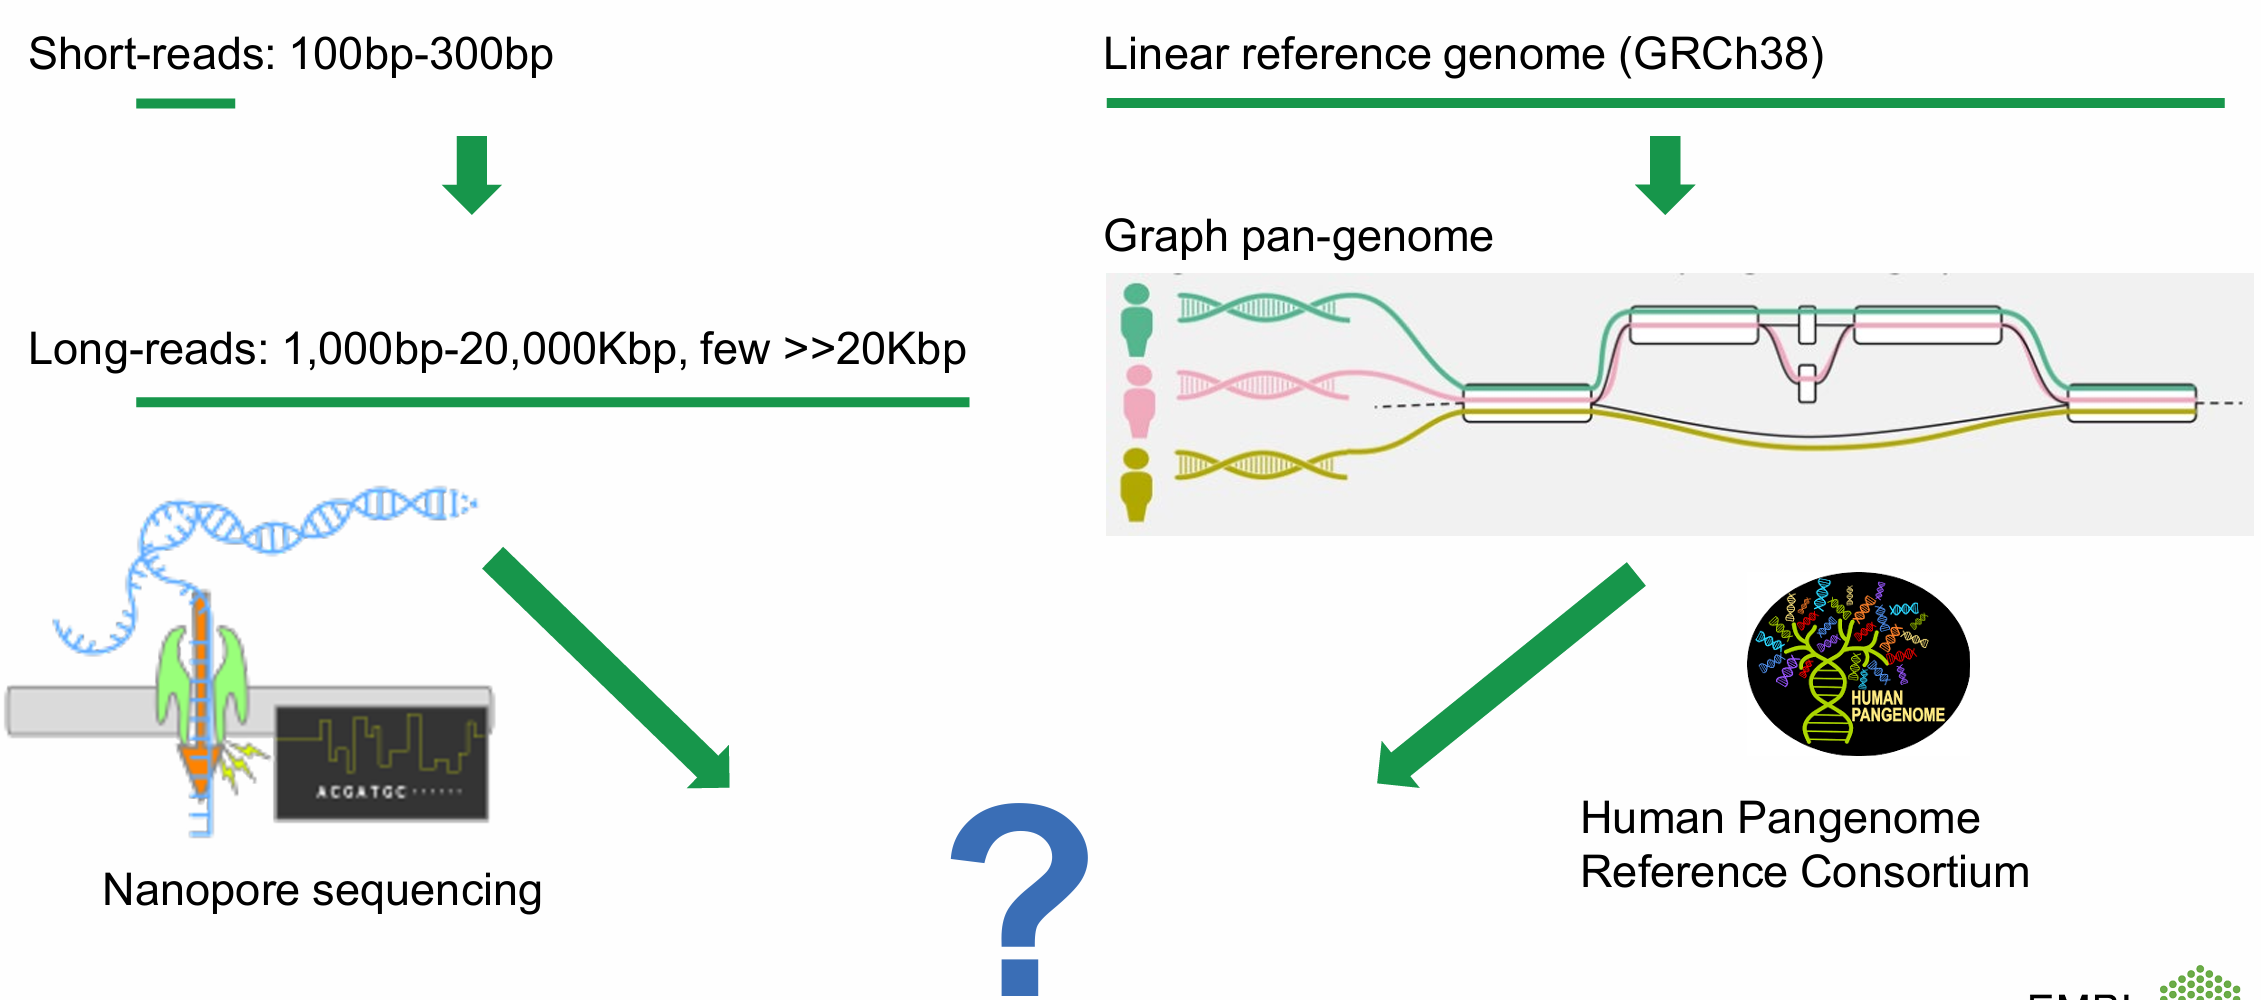 Short-reads: 100bp-300bp
Linear reference genome (GRCh38)
Graph pan-genome
Long-reads: 1,000bp-20,000Kbp, few >>20Kbp
ACGATGC······
HUMAN
PANGENOME
Nanopore sequencing
?
Human Pangenome
Reference Consortium